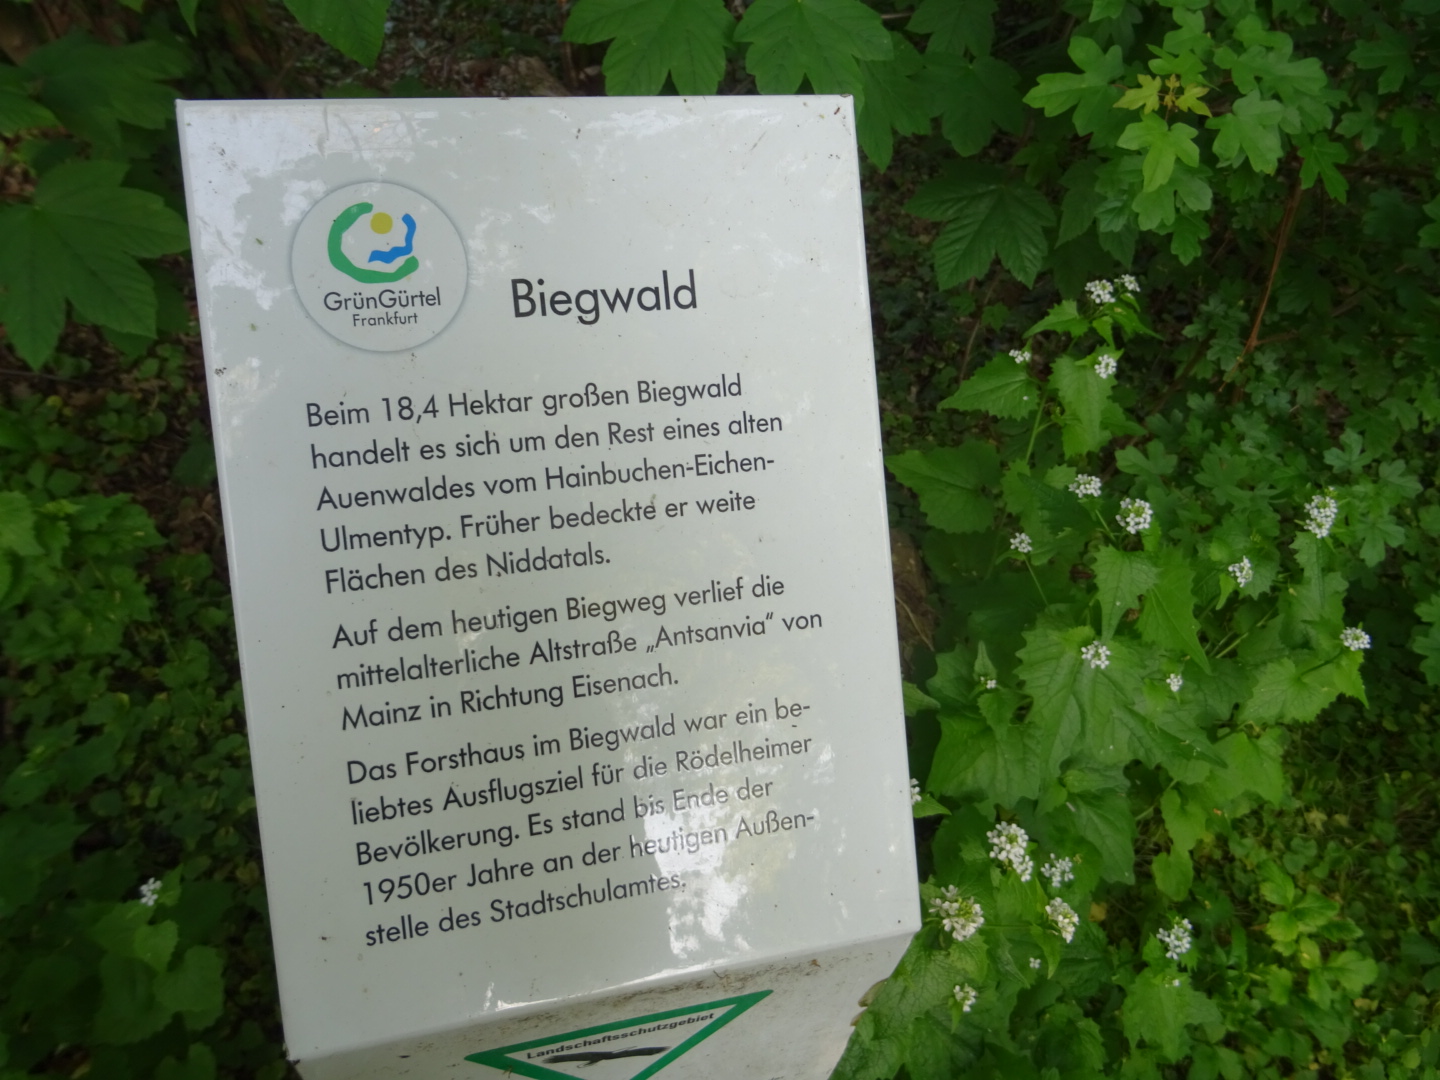 GrünGürtel
Frankfurt
Biegwald
Beim 18,4 Hektar großen Biegwald
handelt es sich um den Rest eines alten
Auenwaldes vom Hainbuchen-Eichen-
Ulmentyp. Früher bedeckte er weite
Flächen des Niddatals.
Auf dem heutigen Biegweg verlief die
mittelalterliche Altstraße „Antsanvia“ von
Mainz in Richtung Eisenach.
Das Forsthaus im Biegwald war ein be-
liebtes Ausflugsziel für die Rödelheimer
Bevölkerung. Es stand bis Ende der
1950er Jahre an der heutigen Außen-
stelle des Stadtschulamtes.
Landschaftsschutzgebiet